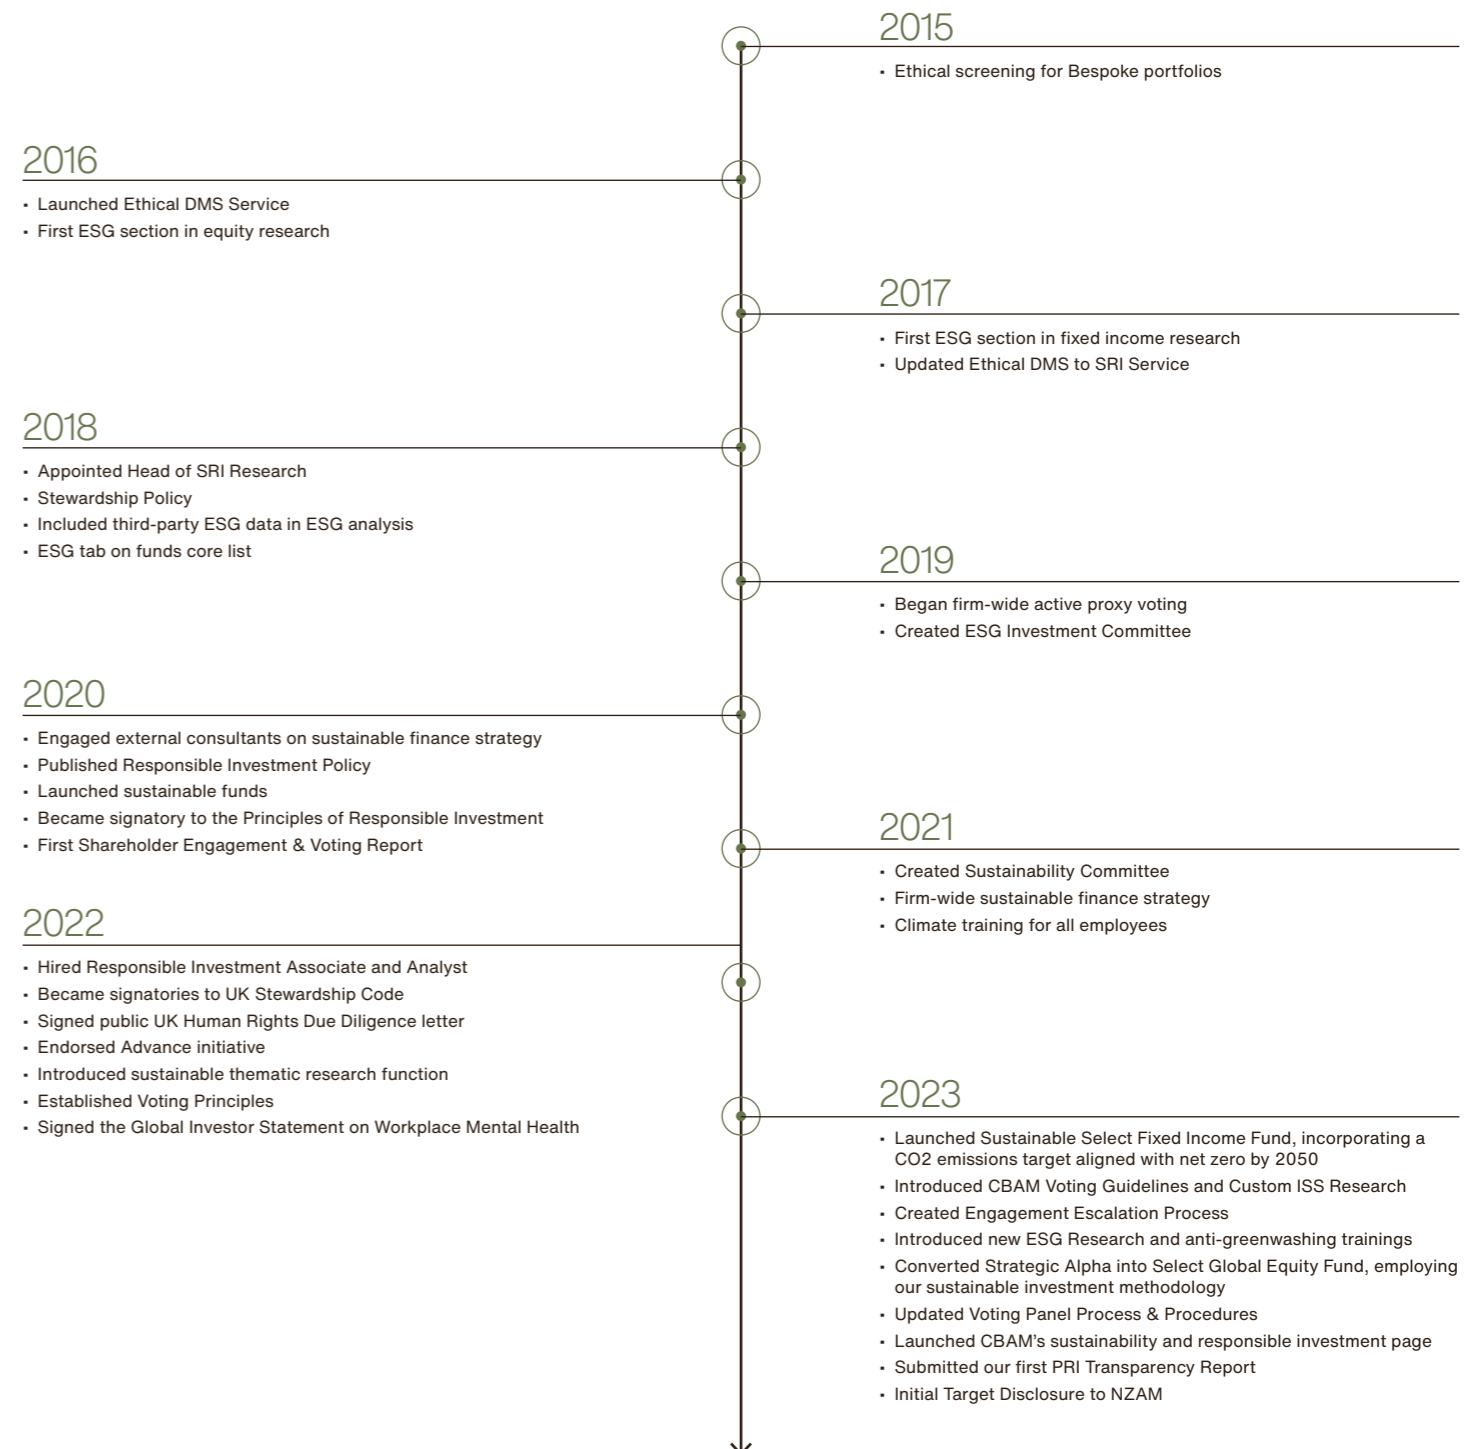 2015
▪ Ethical screening for Bespoke portfolios
2016
▪ Launched Ethical DMS Service
▪ First ESG section in equity research
2017
▪ First ESG section in fixed income research
▪ Updated Ethical DMS to SRI Service
2018
▪ Appointed Head of SRI Research
▪ Stewardship Policy
▪ Included third-party ESG data in ESG analysis
▪ ESG tab on funds core list
2019
▪ Began firm-wide active proxy voting
▪ Created ESG Investment Committee
2020
▪ Engaged external consultants on sustainable finance strategy
▪ Published Responsible Investment Policy
▪ Launched sustainable funds
▪ Became signatory to the Principles of Responsible Investment
▪ First Shareholder Engagement & Voting Report
2021
▪ Created Sustainability Committee
▪ Firm-wide sustainable finance strategy
▪ Climate training for all employees
2022
▪ Hired Responsible Investment Associate and Analyst
▪ Became signatories to UK Stewardship Code
▪ Signed public UK Human Rights Due Diligence letter
▪ Endorsed Advance initiative
▪ Introduced sustainable thematic research function
▪ Established Voting Principles
▪ Signed the Global Investor Statement on Workplace Mental Health
2023
▪ Launched Sustainable Select Fixed Income Fund, incorporating a
CO2 emissions target aligned with net zero by 2050
▪ Introduced CBAM Voting Guidelines and Custom ISS Research
▪ Created Engagement Escalation Process
▪ Introduced new ESG Research and anti-greenwashing trainings
▪ Converted Strategic Alpha into Select Global Equity Fund, employing
our sustainable investment methodology
▪ Updated Voting Panel Process & Procedures
▪ Launched CBAM's sustainability and responsible investment page
▪ Submitted our first PRI Transparency Report
▪ Initial Target Disclosure to NZAM